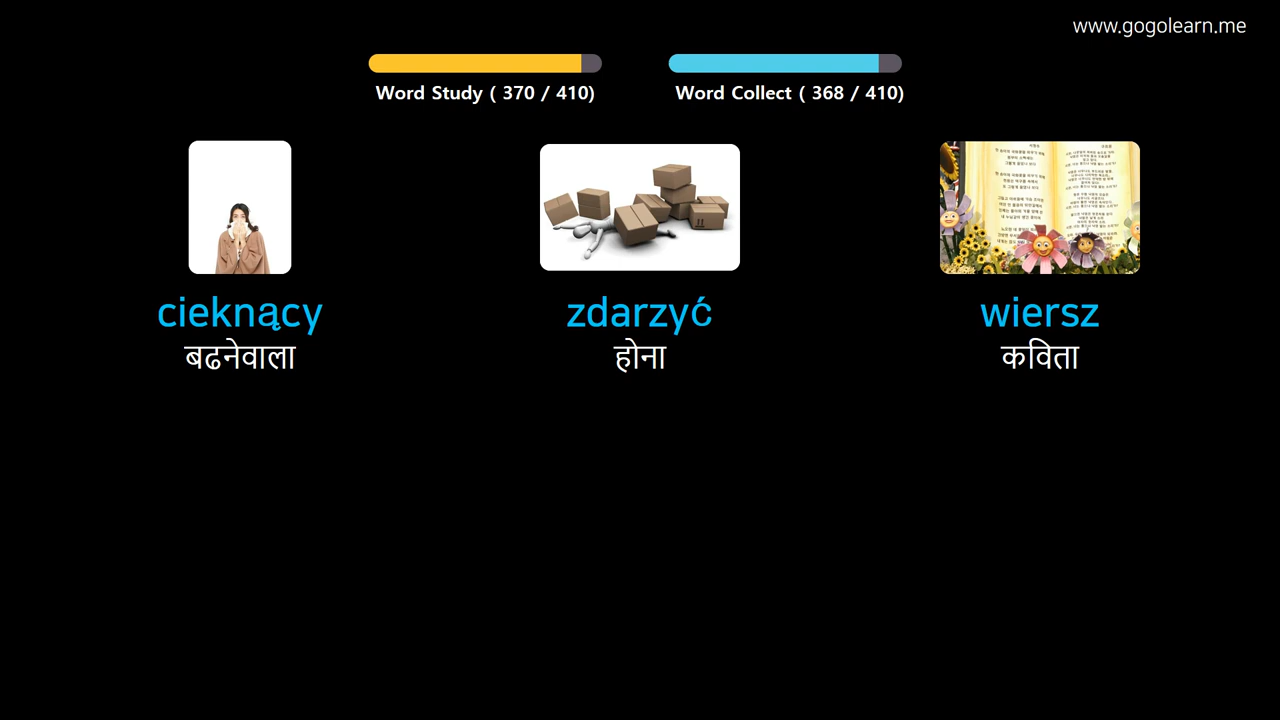 www.gogolearn.me
Word Study ( 370 / 410)
Word Collect ( 368 / 410)
cieknący
zdarzyć
wiersz
बढनेवाला
होना
कविता